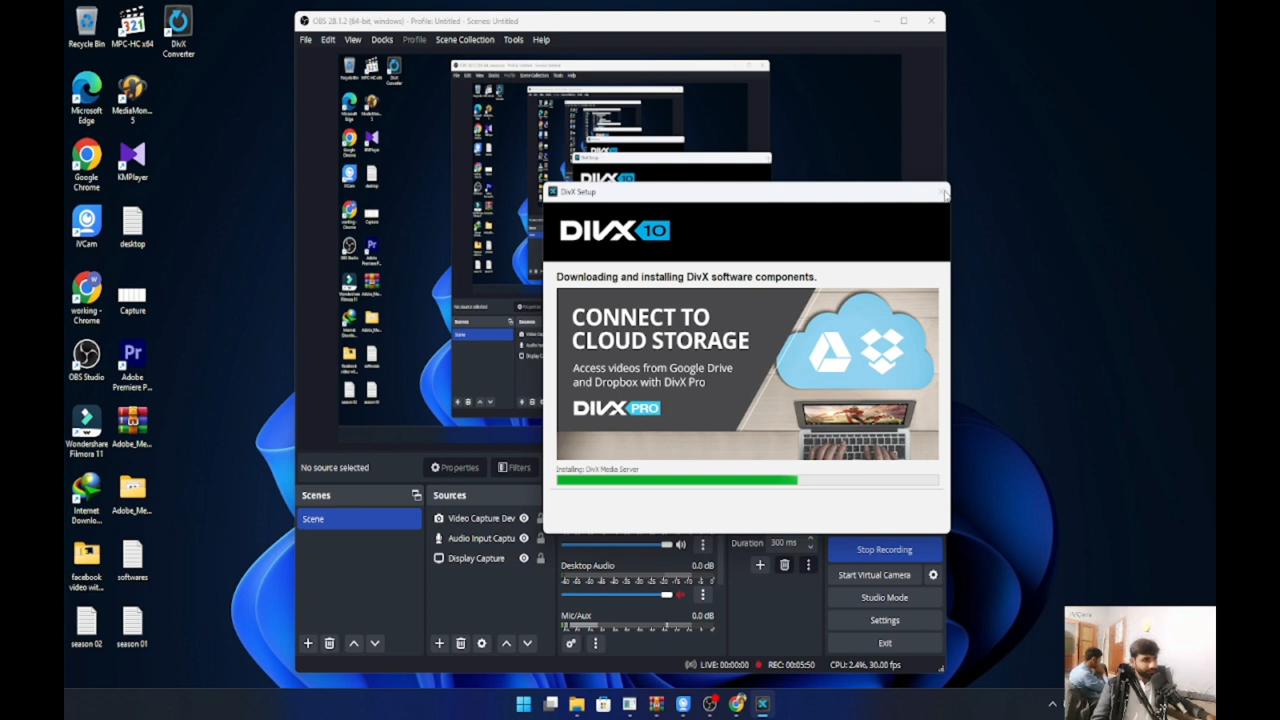 Recycle Bin
MPC-HC x64
DivX
Converter
Microsoft
Edge
MediaMon...
5
Google
Chrome
KMPlayer
iVCam
desktop
working -
Chrome
Capture
OBS Studio
Adobe
Premiere P...
Wondershare
Filmora 11
Adobe_Me...
Internet
Downlo...
Adobe_Me...
facebook
video wit...
softwares
season 02
season 01
OBS 28.1.2 (64-bit, windows) - Profile: Untitled - Scenes: Untitled
File Edit View Docks Profile Scene Collection Tools Help
DivX Setup
DIVX 10
Downloading and installing DivX software components.
CONNECT TO
CLOUD STORAGE
Access videos from Google Drive
and Dropbox with DivX Pro
DIVX PRO
Installing: DivX Media Server
No source selected
Properties
Filters
Scenes
Scene
Sources
Video Capture Dev
Audio Input Captu
Display Capture
Desktop Audio 0.0 dB
Mic/Aux 0.0 dB
Duration 300 ms
Stop Recording
Start Virtual Camera
Studio Mode
Settings
Exit
LIVE: 00:00:00
REC: 00:05:50
CPU: 2.4%, 30.00 fps